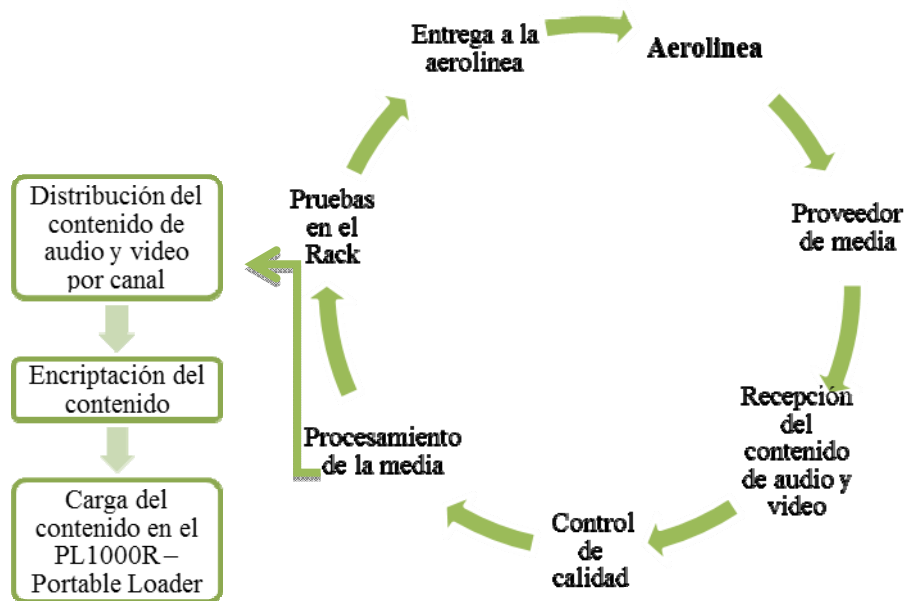 Entrega a la
aerolinea
Aerolinea
Proveedor
de media
Recepción
del
contenido
de audio y
video
Control
de
calidad
Procesamiento
de la media
Pruebas
en el
Rack
Distribución del
contenido de
audio y video
por canal
Encriptación del
contenido
Carga del
contenido en el
PL1000R –
Portable Loader